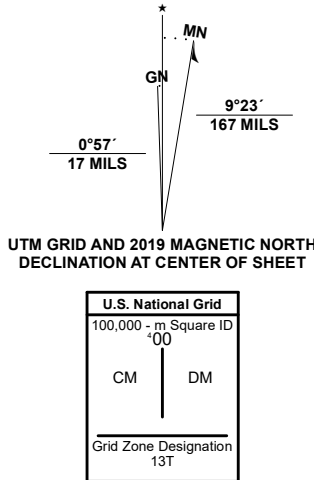 ★
MN
GN
0°57´
17 MILS
9°23´
167 MILS
UTM GRID AND 2019 MAGNETIC NORTH
DECLINATION AT CENTER OF SHEET
U.S. National Grid
100,000 - m Square ID
⁴00
CM DM
Grid Zone Designation
13T